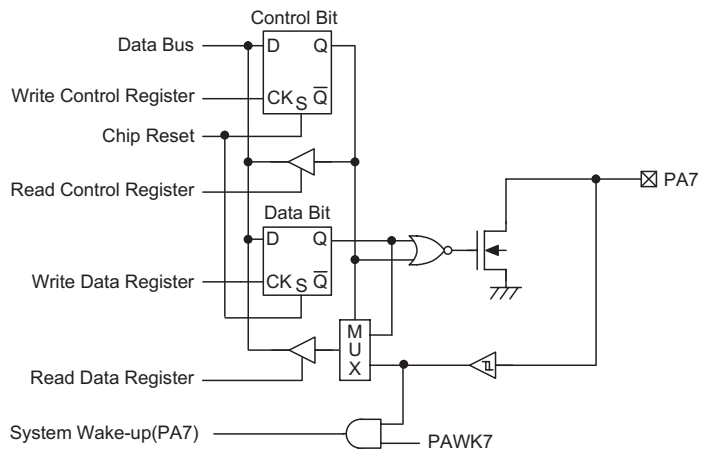 Control Bit
Data Bus
D Q
Write Control Register
CK S Q
Chip Reset
Read Control Register
PA7
Data Bit
D Q
Write Data Register
CK S Q
M
U
X
Read Data Register
System Wake-up(PA7)
PAWK7